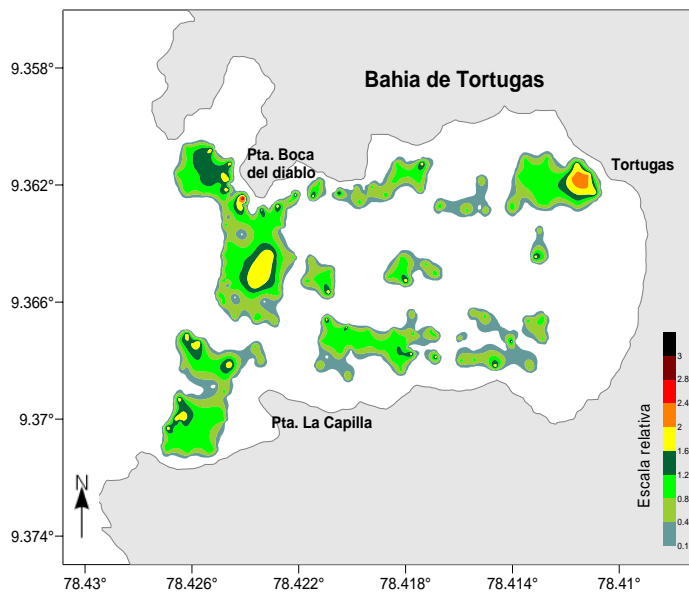 9.358°
Bahia de Tortugas
Pta. Boca
del diablo
Tortugas
9.362°
9.366°
3
2.8
2.4
2
1.6
1.2
0.8
0.4
0.1
Escala relativa
9.37°
Pta. La Capilla
N
9.374°
78.43° 78.426° 78.422° 78.418° 78.414° 78.41°